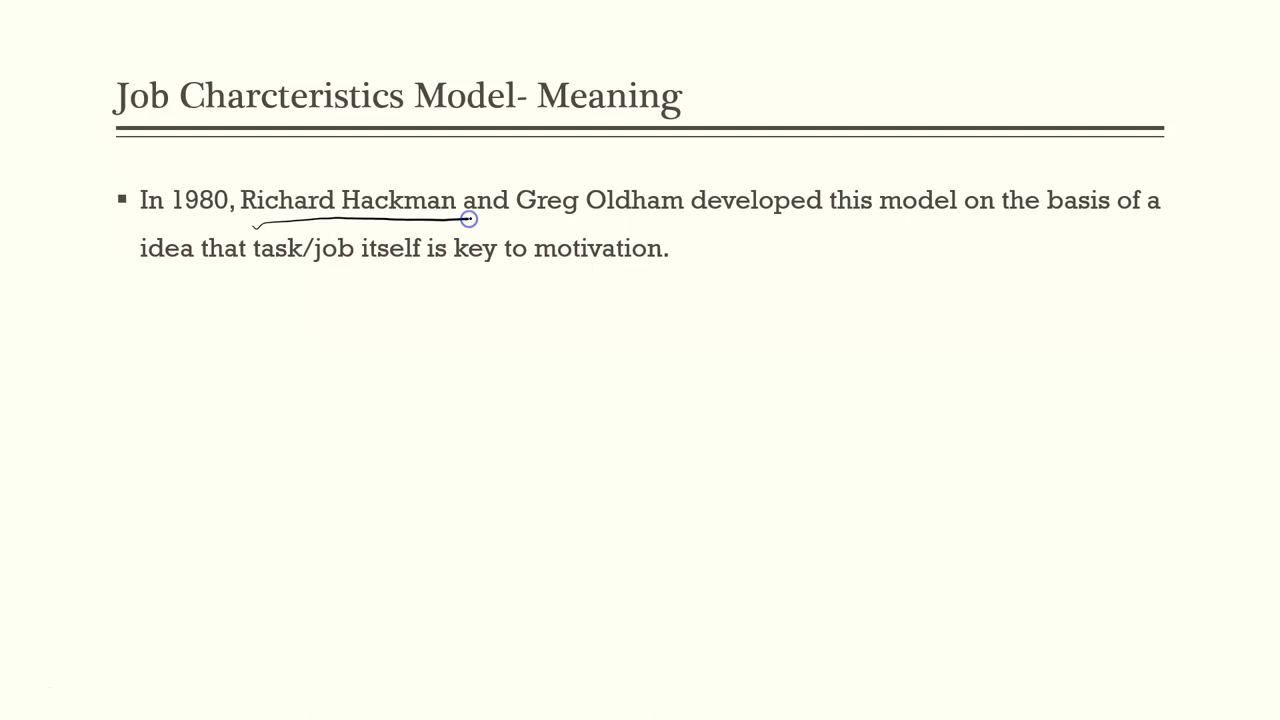 Job Charcteristics Model- Meaning
▪ In 1980, Richard Hackman and Greg Oldham developed this model on the basis of a
idea that task/job itself is key to motivation.